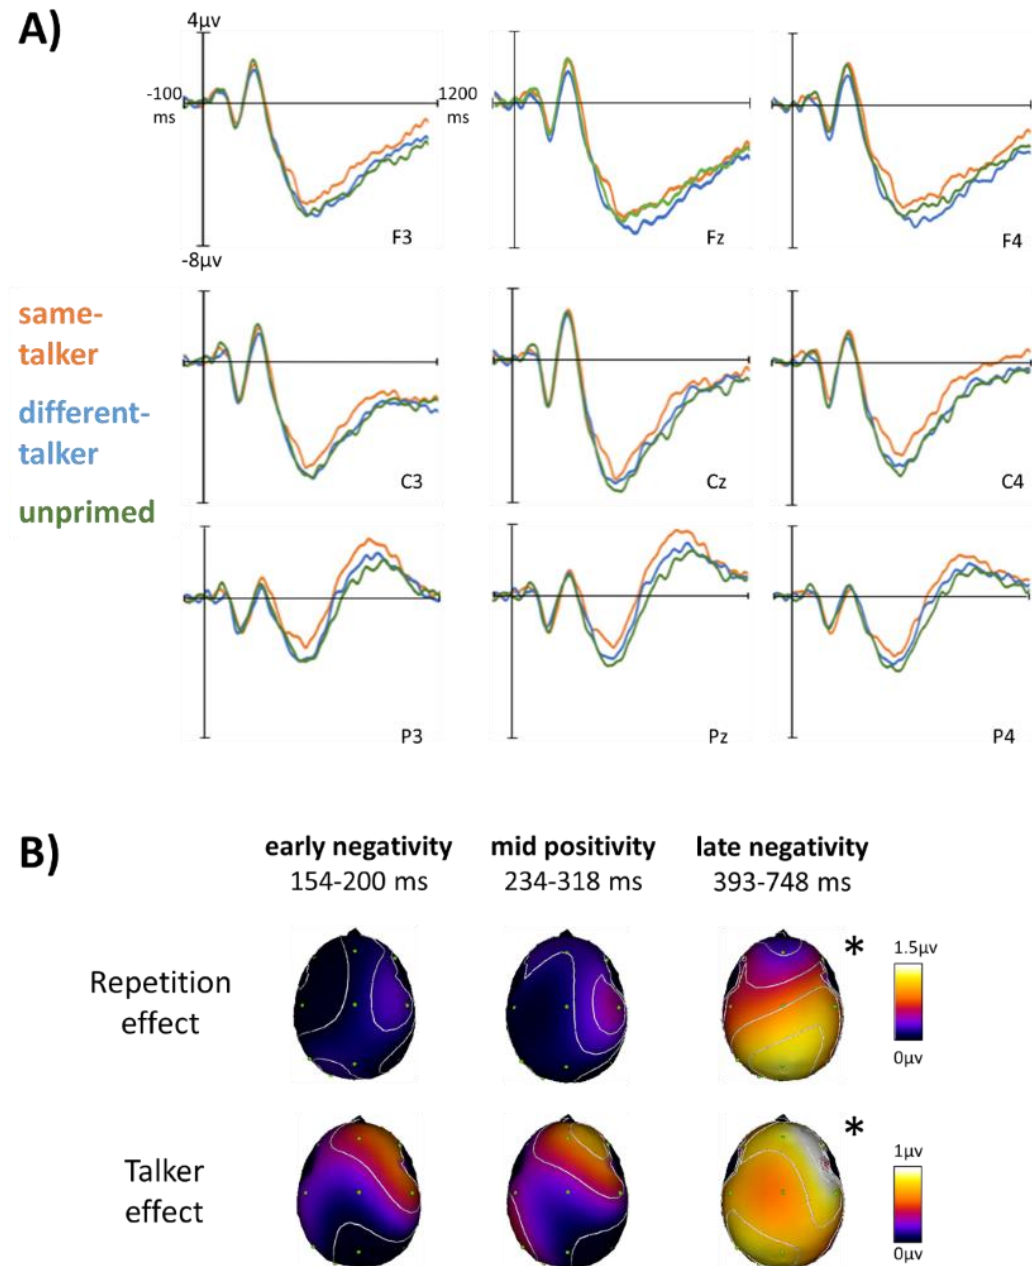 A)
4μv
-100
ms
1200
ms
F3
Fz
F4
-8μv
same-
talker
different-
talker
unprimed
C3
Cz
C4
P3
Pz
P4
B)
early negativity
154-200 ms
mid positivity
234-318 ms
late negativity
393-748 ms
Repetition
effect
*
1.5μv
0μv
Talker
effect
*
1μv
0μv